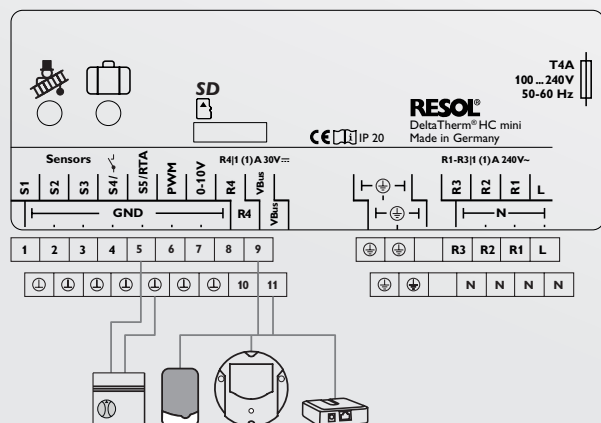 T4A
100 ... 240V
50-60 Hz
SD
RESOL®
DeltaTherm® HC mini
Made in Germany
CE IP 20
Sensors
R4|1 (1) A 30V⎓
R1-R3|1 (1) A 240V~
S1 S2 S3 S4/ S5/RTA PWM 0-10V R4 VBus
R3 R2 R1 L
GND R4 VBus
N
1 2 3 4 5 6 7 8 9
R3 R2 R1 L
10 11
N N N N